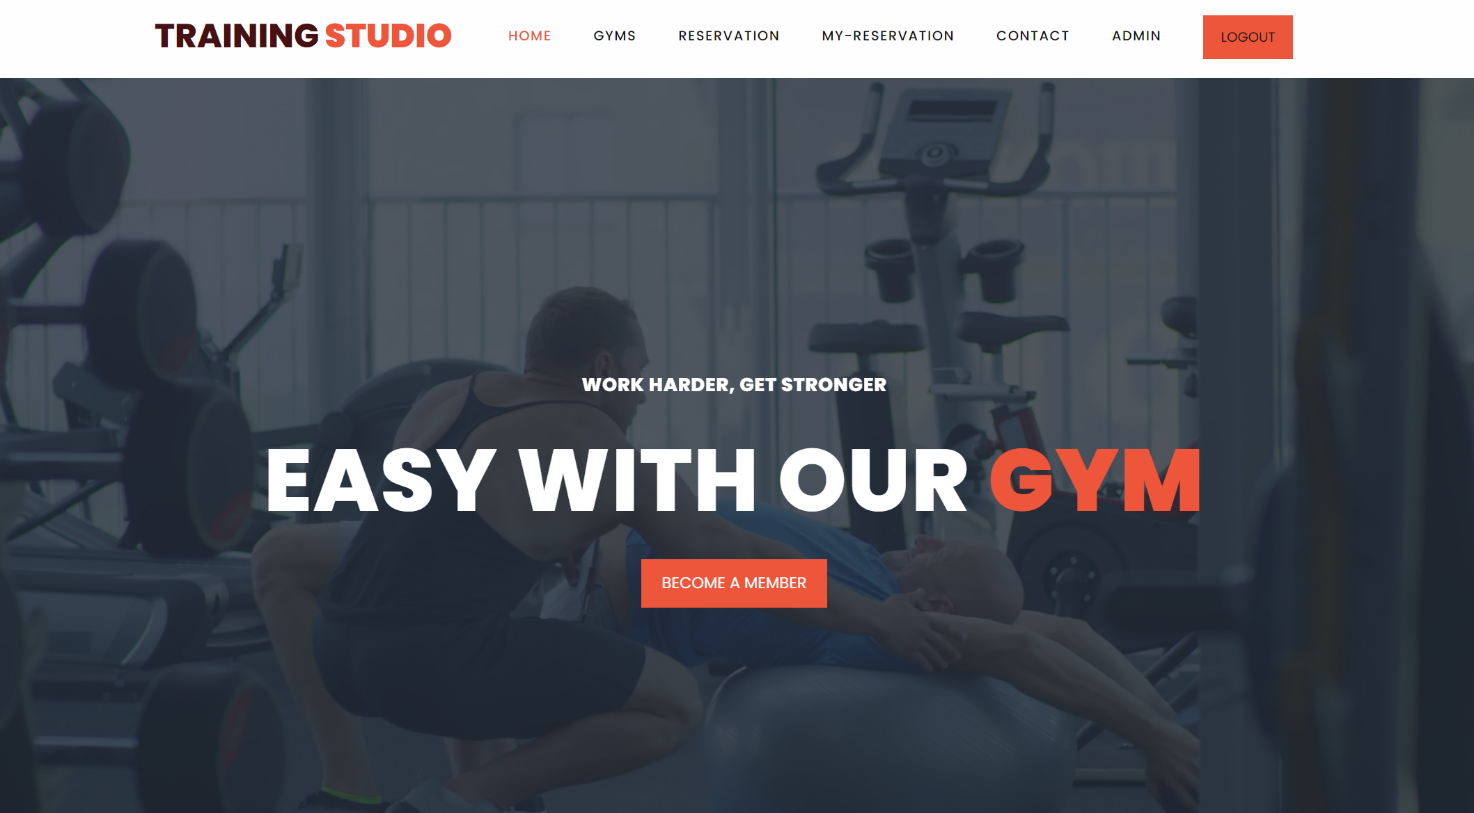 TRAINING STUDIO HOME GYMS RESERVATION MY-RESERVATION CONTACT ADMIN LOGOUT
WORK HARDER, GET STRONGER
EASY WITH OUR GYM
BECOME A MEMBER